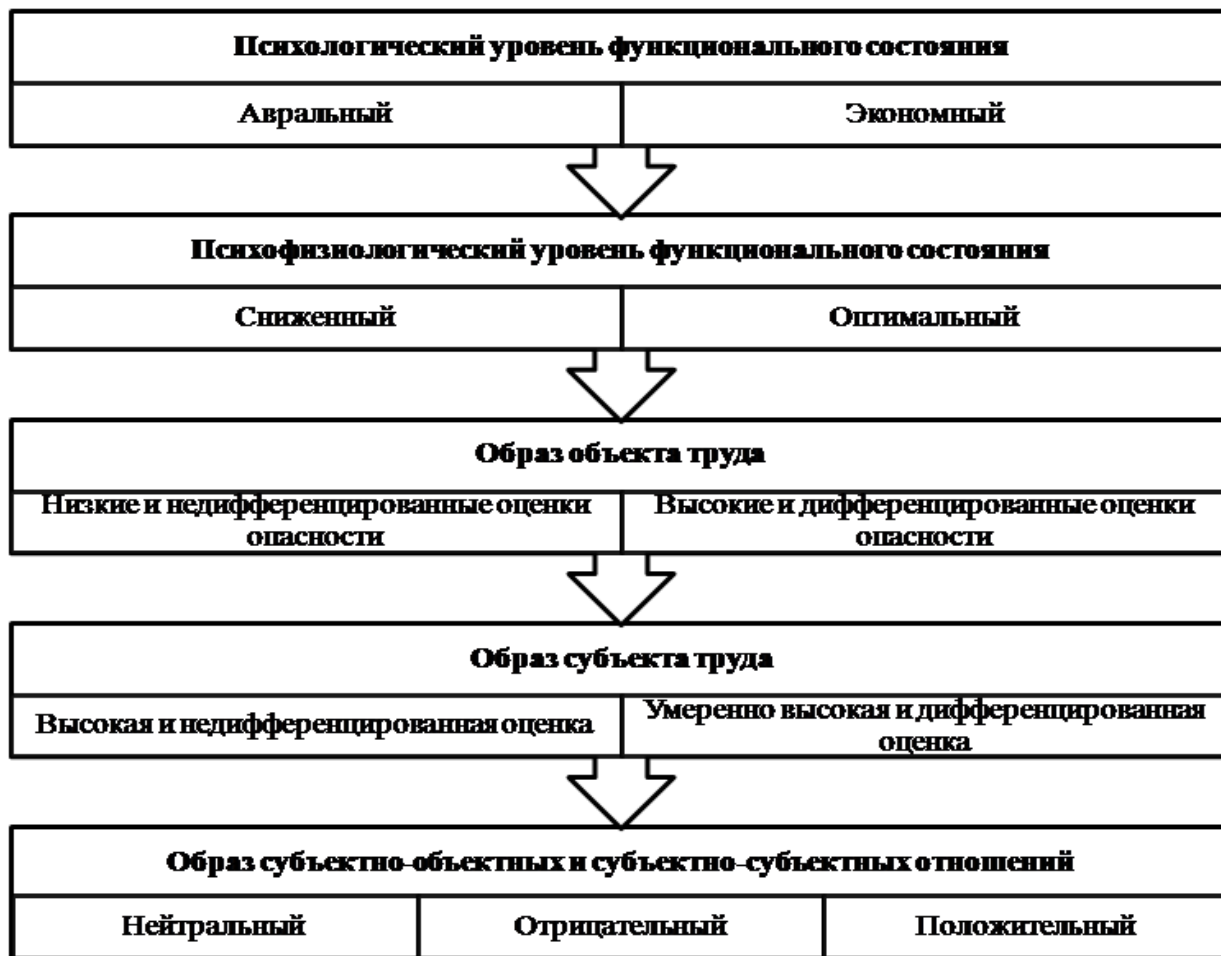 Психологический уровень функционального состояния
Авральный
Экономный
Психофизиологический уровень функционального состояния
Сниженный
Оптимальный
Образ объекта труда
Низкие и недифференцированные оценки
опасности
Высокие и дифференцированные оценки
опасности
Образ субъекта труда
Высокая и недифференцированная оценка
Умеренно высокая и дифференцированная
оценка
Образ субъектно-объектных и субъектно-субъектных отношений
Нейтральный
Отрицательный
Положительный